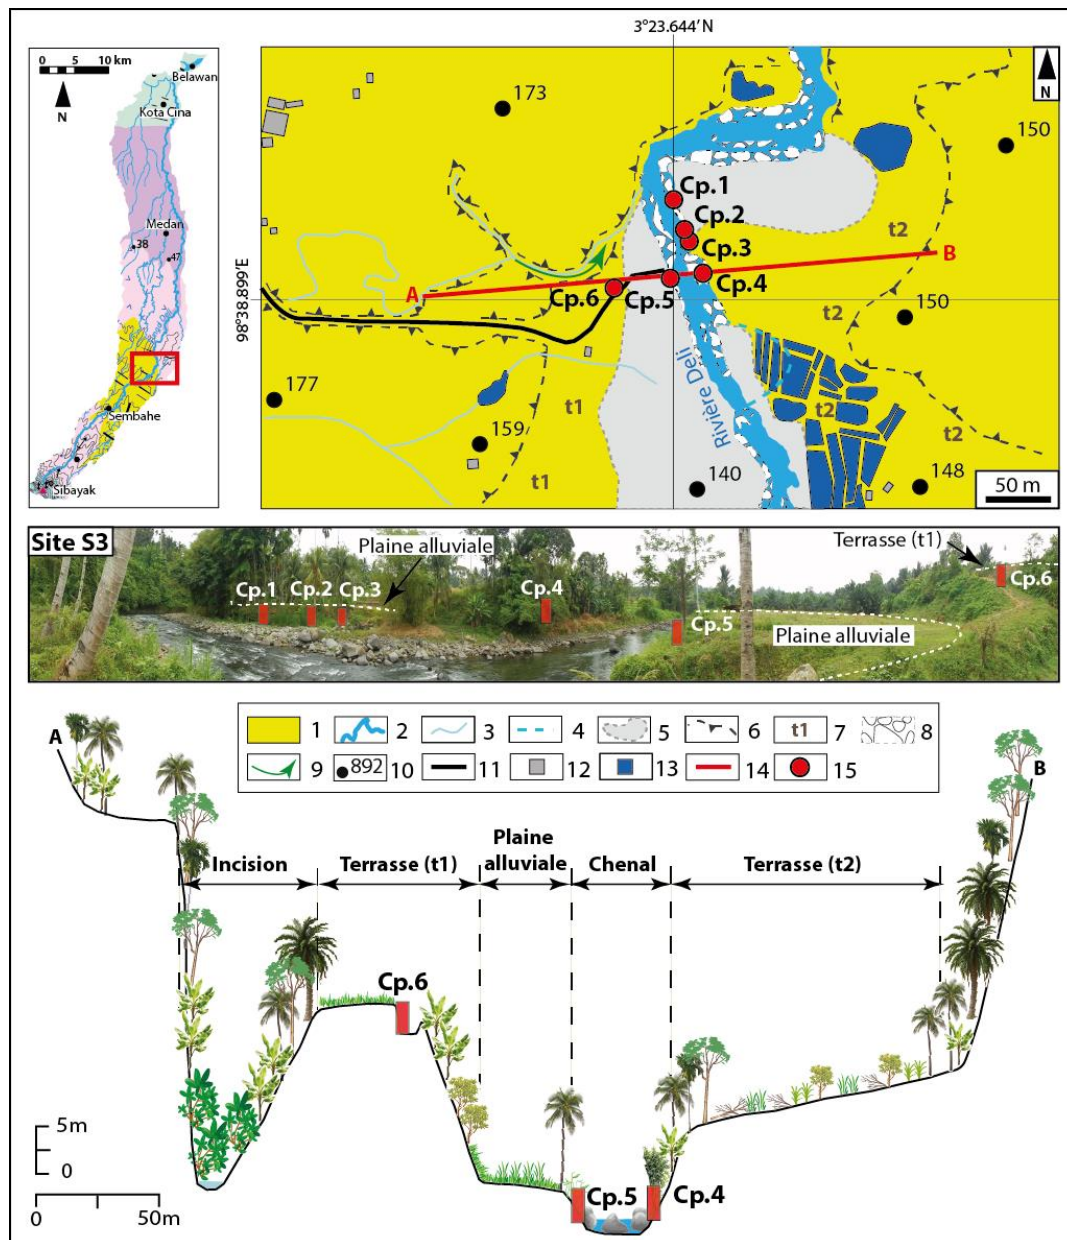 0 5 10 km
N
Belawan
Kota Cina
Medan
38
47
Sembahe
Sibayak
3°23.644′N
98°38.899′E
N
173
150
Cp.1
Cp.2
Cp.3
t2
B
A
Cp.6
Cp.5
Cp.4
t2
150
177
t1
Rivière Deli
t2
159
t2
t1
140
148
50 m
Site S3
Plaine alluviale
Terrasse (t1)
Cp.1
Cp.2
Cp.3
Cp.4
Cp.5
Cp.6
Plaine alluviale
1
2
3
4
5
6
t1 7
8
9
892 10
11
12
13
14
15
A
B
Incision
Terrasse (t1)
Plaine
alluviale
Chenal
Terrasse (t2)
Cp.6
Cp.5
Cp.4
5m
0
0 50m